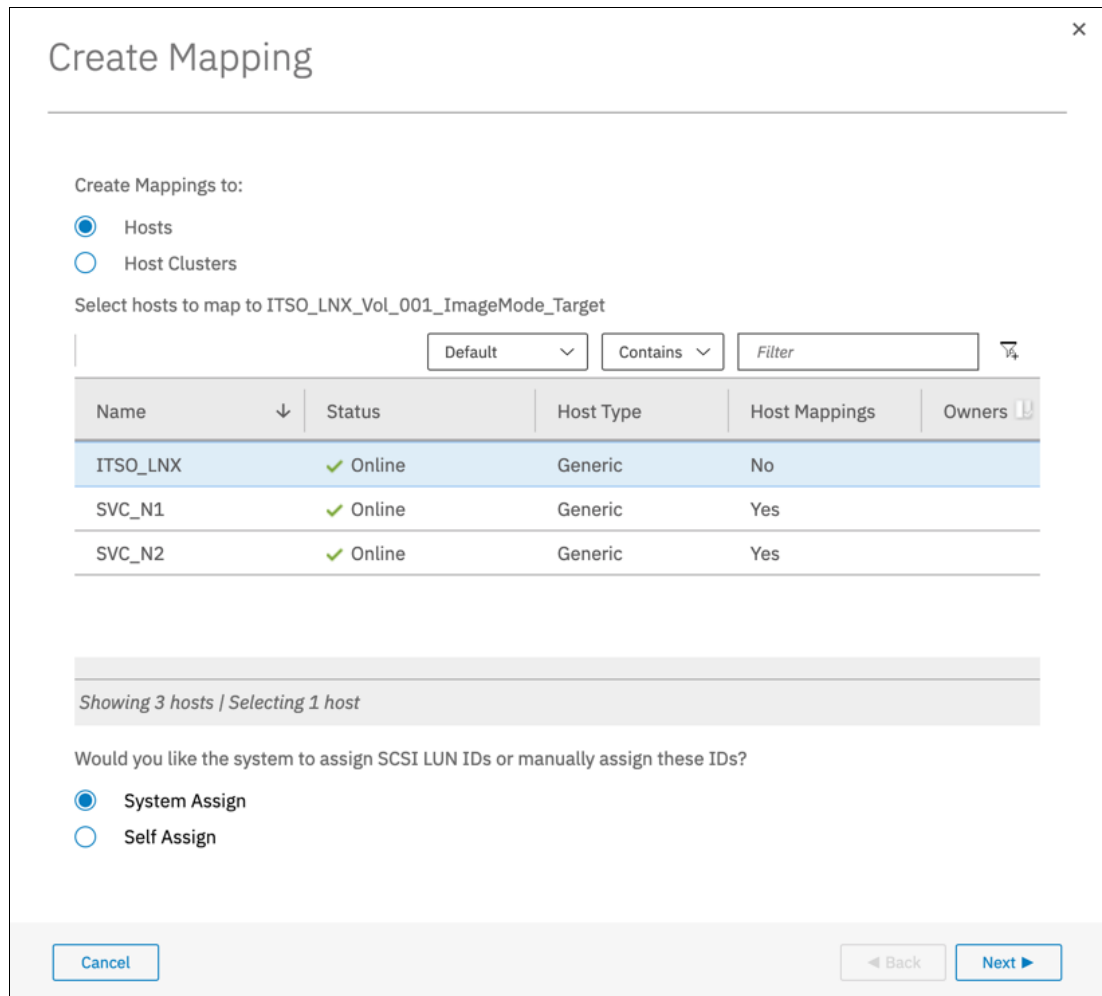 Create Mapping
Create Mappings to:
Hosts
Host Clusters
Select hosts to map to ITSO_LNX_Vol_001_ImageMode_Target
Default Contains Filter
Name Status Host Type Host Mappings Owners
ITSO_LNX Online Generic No
SVC_N1 Online Generic Yes
SVC_N2 Online Generic Yes
Showing 3 hosts | Selecting 1 host
Would you like the system to assign SCSI LUN IDs or manually assign these IDs?
System Assign
Self Assign
Cancel Back Next